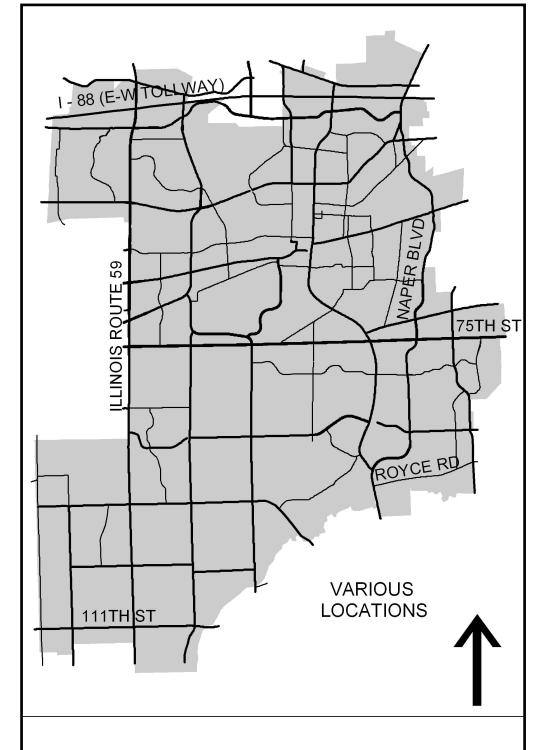 I - 88 (E-W TOLLWAY)
ILLINOIS ROUTE 59
NAPER BLVD
75TH ST
ROYCE RD
VARIOUS
LOCATIONS
111TH ST